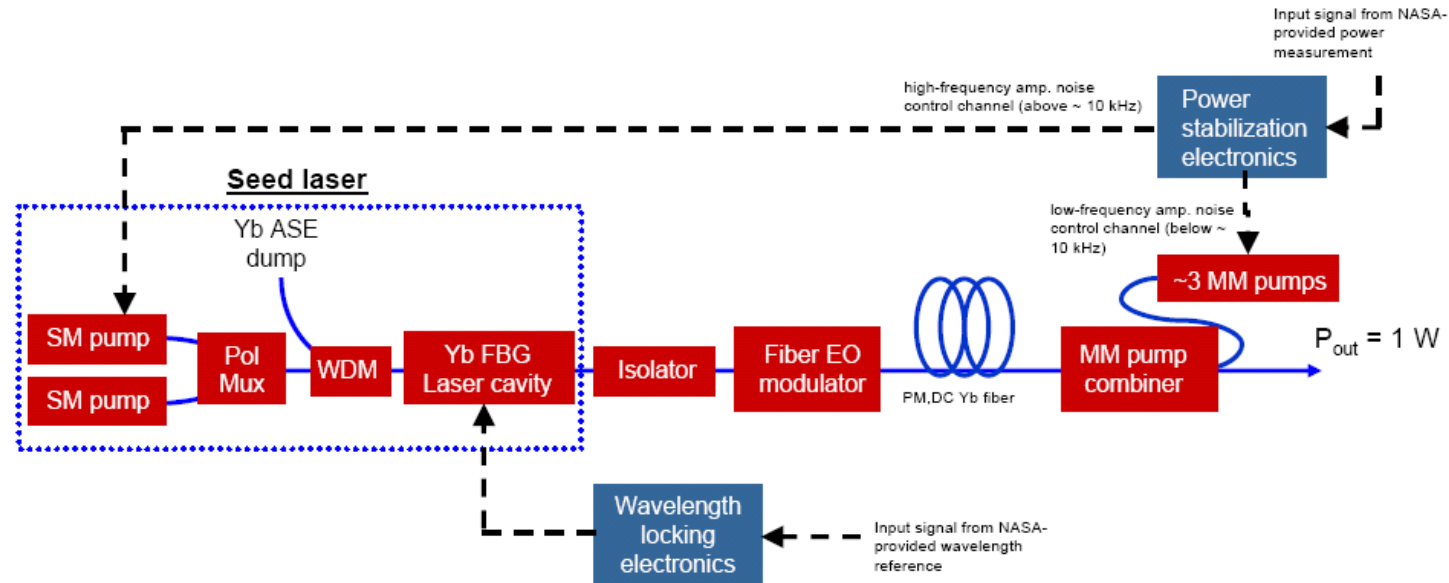 Input signal from NASA-
provided power
measurement
high-frequency amp. noise
control channel (above ~ 10 kHz)
Power
stabilization
electronics
Seed laser
low-frequency amp. noise
control channel (below ~
10 kHz)
Yb ASE
dump
~3 MM pumps
SM pump
SM pump
Pol
Mux
WDM
Yb FBG
Laser cavity
Isolator
Fiber EO
modulator
PM,DC Yb fiber
MM pump
combiner
Pout = 1 W
Wavelength
locking
electronics
Input signal from NASA-
provided wavelength
reference